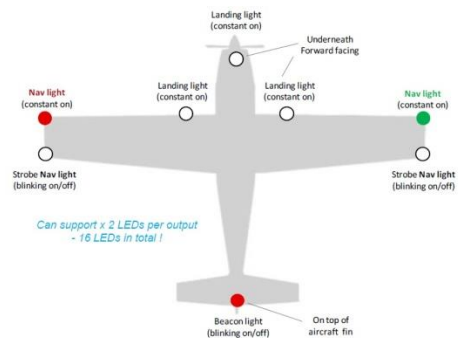 Landing light
(constant on)
Underneath
Forward facing
Nav light
(constant on)
Landing light
(constant on)
Landing light
(constant on)
Nav light
(constant on)
Strobe Nav light
(blinking on/off)
Strobe Nav light
(blinking on/off)
Can support x 2 LEDs per output
- 16 LEDs in total !
Beacon light
(blinking on/off)
On top of
aircraft fin